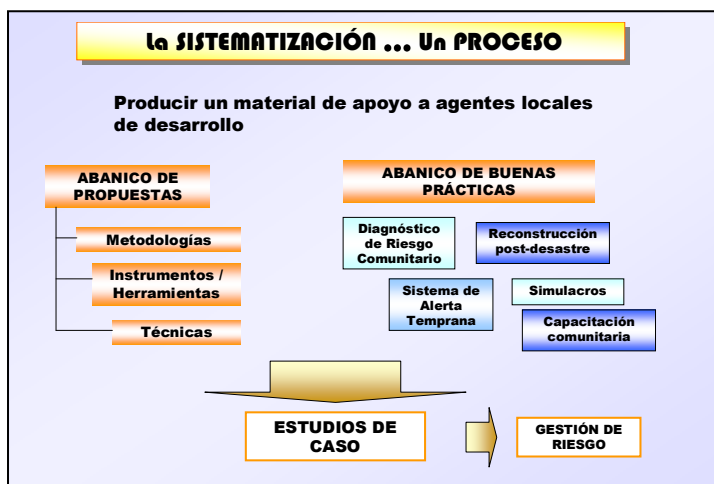 La SISTEMATIZACIÓN ... Un PROCESO
Producir un material de apoyo a agentes locales
de desarrollo
ABANICO DE
PROPUESTAS
Metodologías
Instrumentos /
Herramientas
Técnicas
ABANICO DE BUENAS
PRÁCTICAS
Diagnóstico
de Riesgo
Comunitario
Reconstrucción
post-desastre
Sistema de
Alerta
Temprana
Simulacros
Capacitación
comunitaria
ESTUDIOS DE
CASO
GESTIÓN DE
RIESGO